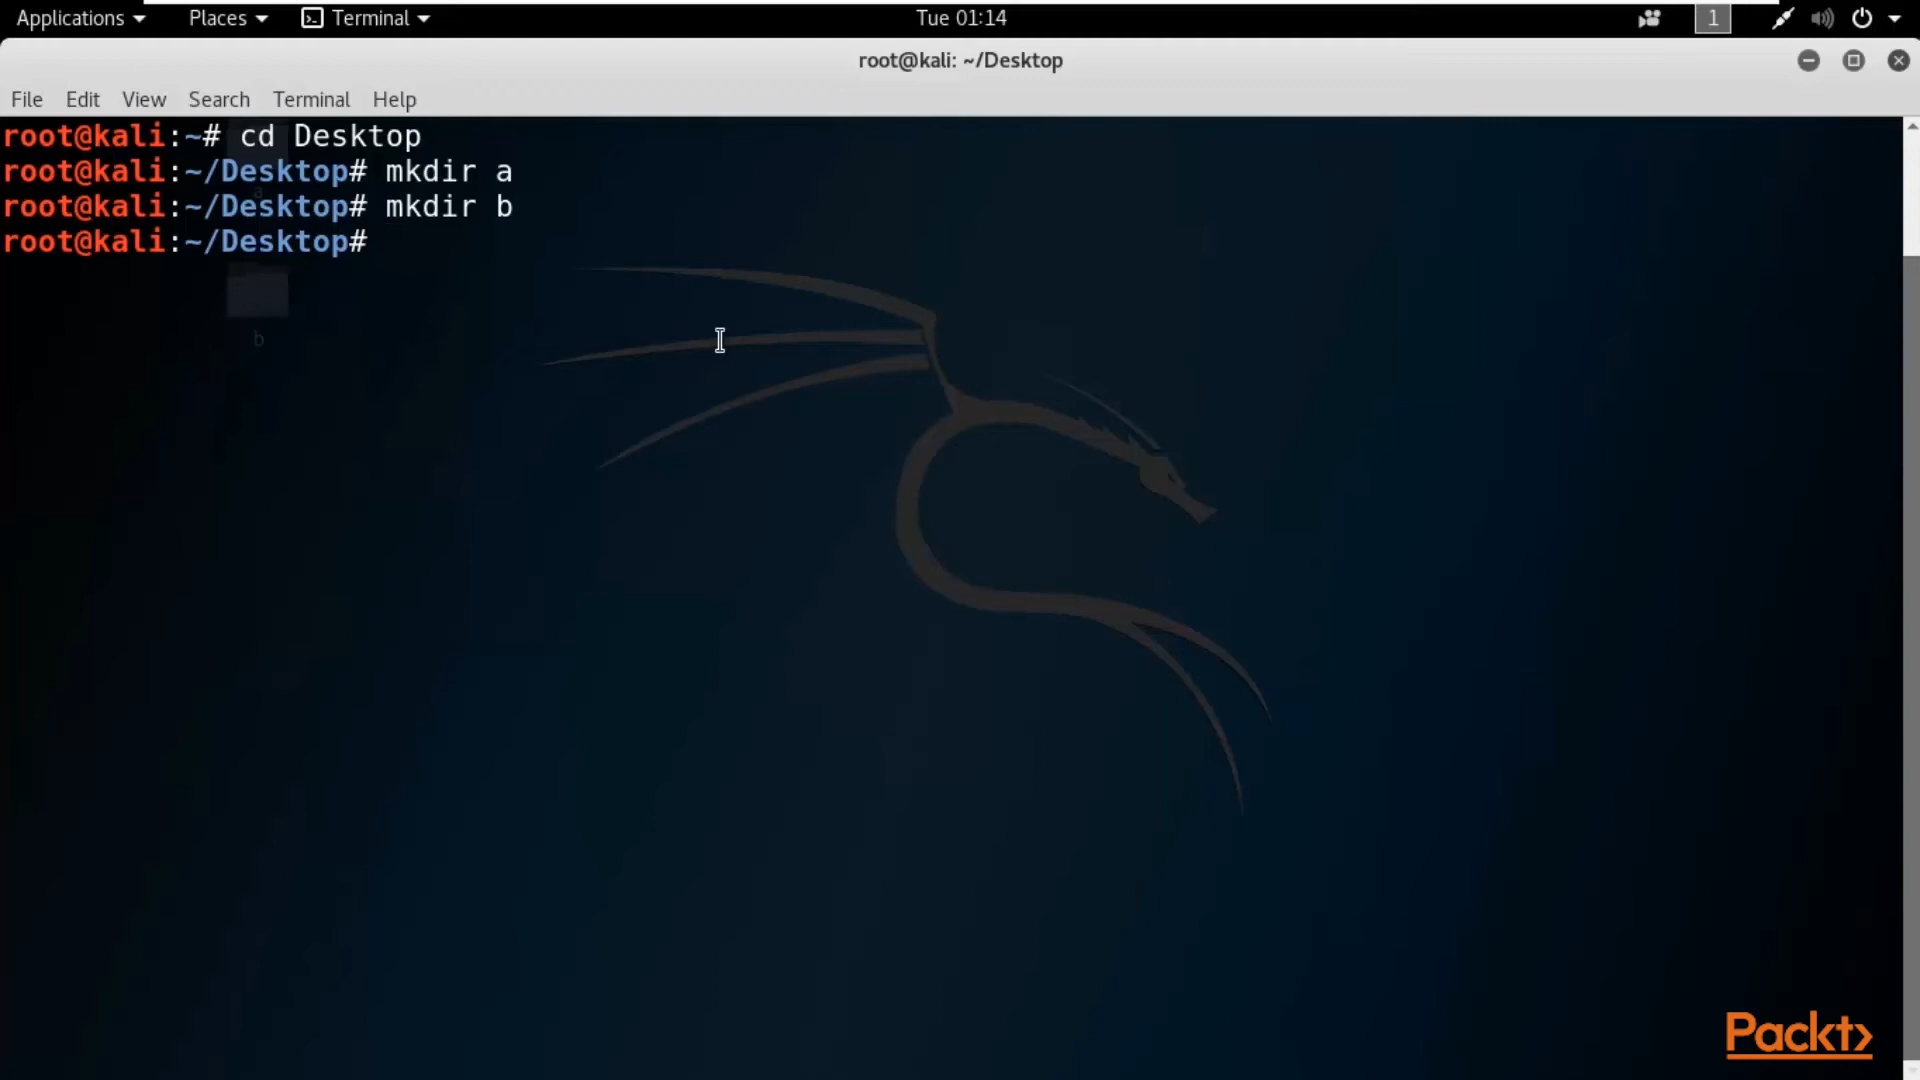 Applications Places Terminal Tue 01:14 1
root@kali: ~/Desktop
File Edit View Search Terminal Help
root@kali:~# cd Desktop
root@kali:~/Desktop# mkdir a
a
root@kali:~/Desktop# mkdir b
root@kali:~/Desktop#
b
Packt>